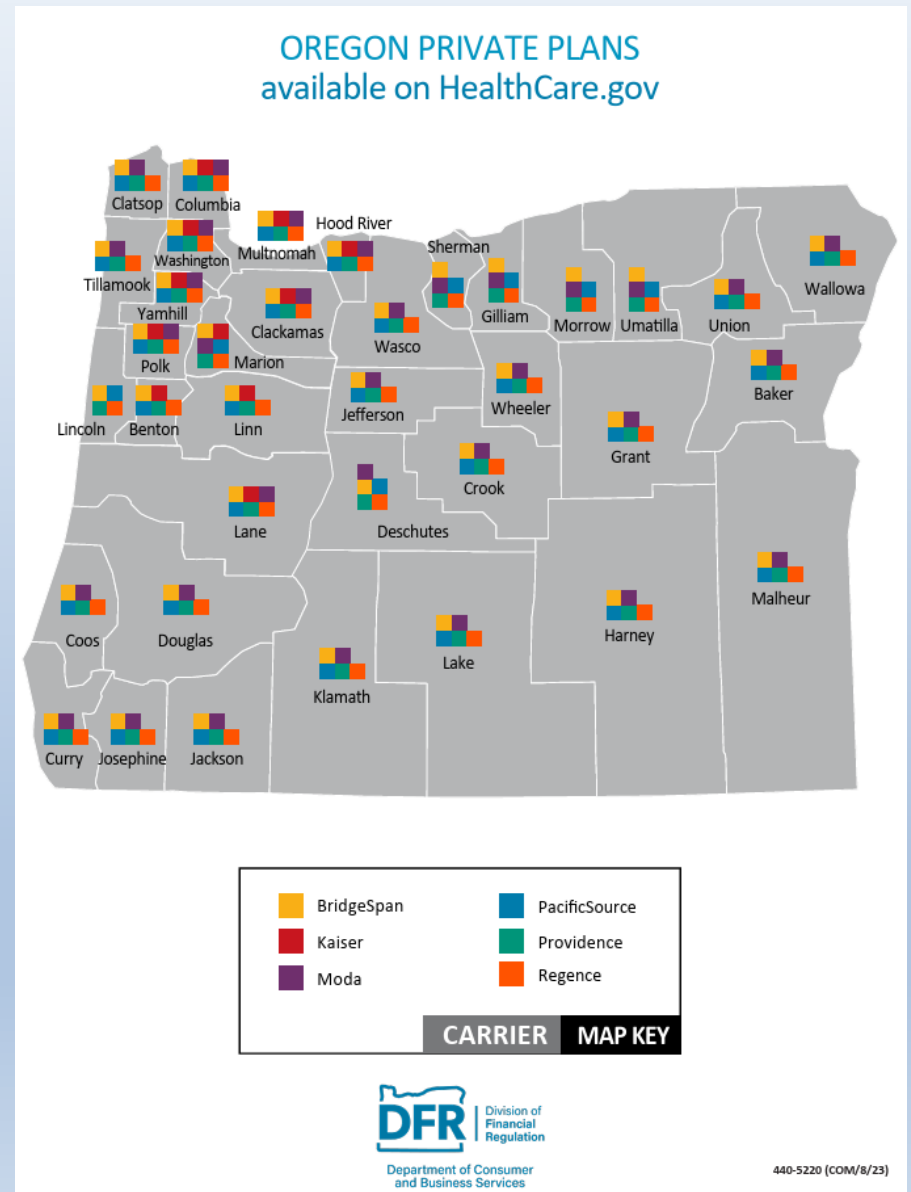 OREGON PRIVATE PLANS
available on HealthCare.gov
Clatsop
Columbia
Hood River
Multnomah
Washington
Sherman
Tillamook
Wallowa
Yamhill
Clackamas
Gilliam
Morrow
Umatilla
Union
Wasco
Polk
Marion
Baker
Jefferson
Wheeler
Lincoln
Benton
Linn
Grant
Crook
Lane
Deschutes
Malheur
Coos
Douglas
Harney
Lake
Klamath
Curry
Josephine
Jackson
BridgeSpan
Kaiser
Moda
PacificSource
Providence
Regence
CARRIER MAP KEY
DFR
Division of
Financial
Regulation
Department of Consumer
and Business Services
440-5220 (COM/8/23)